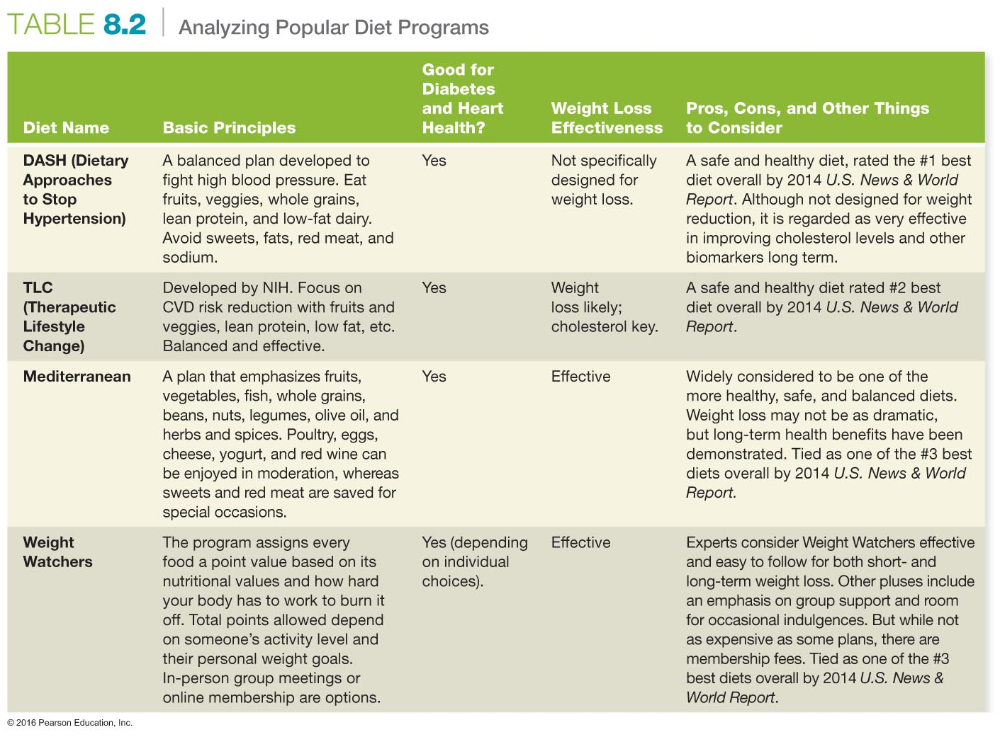 TABLE 8.2 | Analyzing Popular Diet Programs
Diet Name
Basic Principles
Good for
Diabetes
and Heart
Health?
Weight Loss
Effectiveness
Pros, Cons, and Other Things
to Consider
DASH (Dietary
Approaches
to Stop
Hypertension)
A balanced plan developed to
fight high blood pressure. Eat
fruits, veggies, whole grains,
lean protein, and low-fat dairy.
Avoid sweets, fats, red meat, and
sodium.
Yes
Not specifically
designed for
weight loss.
A safe and healthy diet, rated the #1 best
diet overall by 2014 U.S. News & World
Report. Although not designed for weight
reduction, it is regarded as very effective
in improving cholesterol levels and other
biomarkers long term.
TLC
(Therapeutic
Lifestyle
Change)
Developed by NIH. Focus on
CVD risk reduction with fruits and
veggies, lean protein, low fat, etc.
Balanced and effective.
Yes
Weight
loss likely;
cholesterol key.
A safe and healthy diet rated #2 best
diet overall by 2014 U.S. News & World
Report.
Mediterranean
A plan that emphasizes fruits,
vegetables, fish, whole grains,
beans, nuts, legumes, olive oil, and
herbs and spices. Poultry, eggs,
cheese, yogurt, and red wine can
be enjoyed in moderation, whereas
sweets and red meat are saved for
special occasions.
Yes
Effective
Widely considered to be one of the
more healthy, safe, and balanced diets.
Weight loss may not be as dramatic,
but long-term health benefits have been
demonstrated. Tied as one of the #3 best
diets overall by 2014 U.S. News & World
Report.
Weight
Watchers
The program assigns every
food a point value based on its
nutritional values and how hard
your body has to work to burn it
off. Total points allowed depend
on someone's activity level and
their personal weight goals.
In-person group meetings or
online membership are options.
Yes (depending
on individual
choices).
Effective
Experts consider Weight Watchers effective
and easy to follow for both short- and
long-term weight loss. Other pluses include
an emphasis on group support and room
for occasional indulgences. But while not
as expensive as some plans, there are
membership fees. Tied as one of the #3
best diets overall by 2014 U.S. News &
World Report.
© 2016 Pearson Education, Inc.